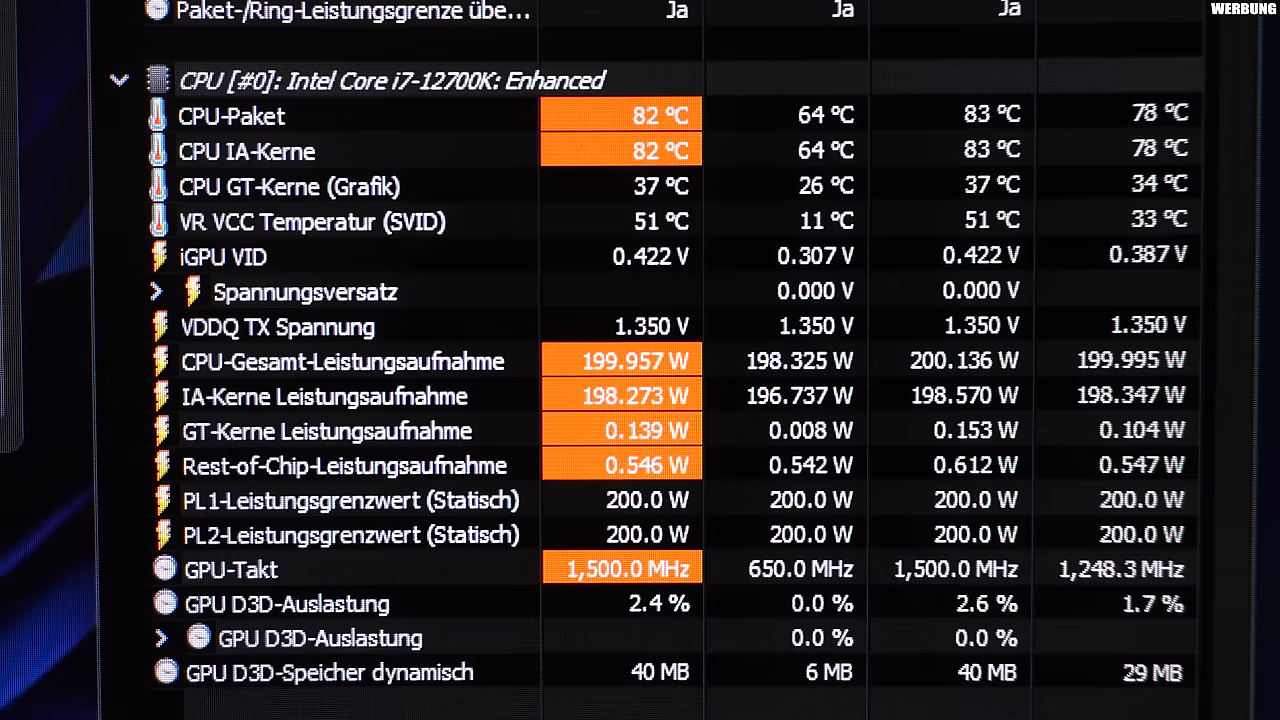 WERBUNG
Paket-/Ring-Leistungsgrenze übe... Ja Ja Ja
CPU [#0]: Intel Core i7-12700K: Enhanced
CPU-Paket 82 °C 64 °C 83 °C 78 °C
CPU IA-Kerne 82 °C 64 °C 83 °C 78 °C
CPU GT-Kerne (Grafik) 37 °C 26 °C 37 °C 34 °C
VR VCC Temperatur (SVID) 51 °C 11 °C 51 °C 33 °C
iGPU VID 0.422 V 0.307 V 0.422 V 0.387 V
Spannungsversatz 0.000 V 0.000 V
VDDQ TX Spannung 1.350 V 1.350 V 1.350 V 1.350 V
CPU-Gesamt-Leistungsaufnahme 199.957 W 198.325 W 200.136 W 199.995 W
IA-Kerne Leistungsaufnahme 198.273 W 196.737 W 198.570 W 198.347 W
GT-Kerne Leistungsaufnahme 0.139 W 0.008 W 0.153 W 0.104 W
Rest-of-Chip-Leistungsaufnahme 0.546 W 0.542 W 0.612 W 0.547 W
PL1-Leistungsgrenzwert (Statisch) 200.0 W 200.0 W 200.0 W 200.0 W
PL2-Leistungsgrenzwert (Statisch) 200.0 W 200.0 W 200.0 W 200.0 W
GPU-Takt 1,500.0 MHz 650.0 MHz 1,500.0 MHz 1,248.3 MHz
GPU D3D-Auslastung 2.4 % 0.0 % 2.6 % 1.7 %
GPU D3D-Auslastung 0.0 % 0.0 %
GPU D3D-Speicher dynamisch 40 MB 6 MB 40 MB 29 MB